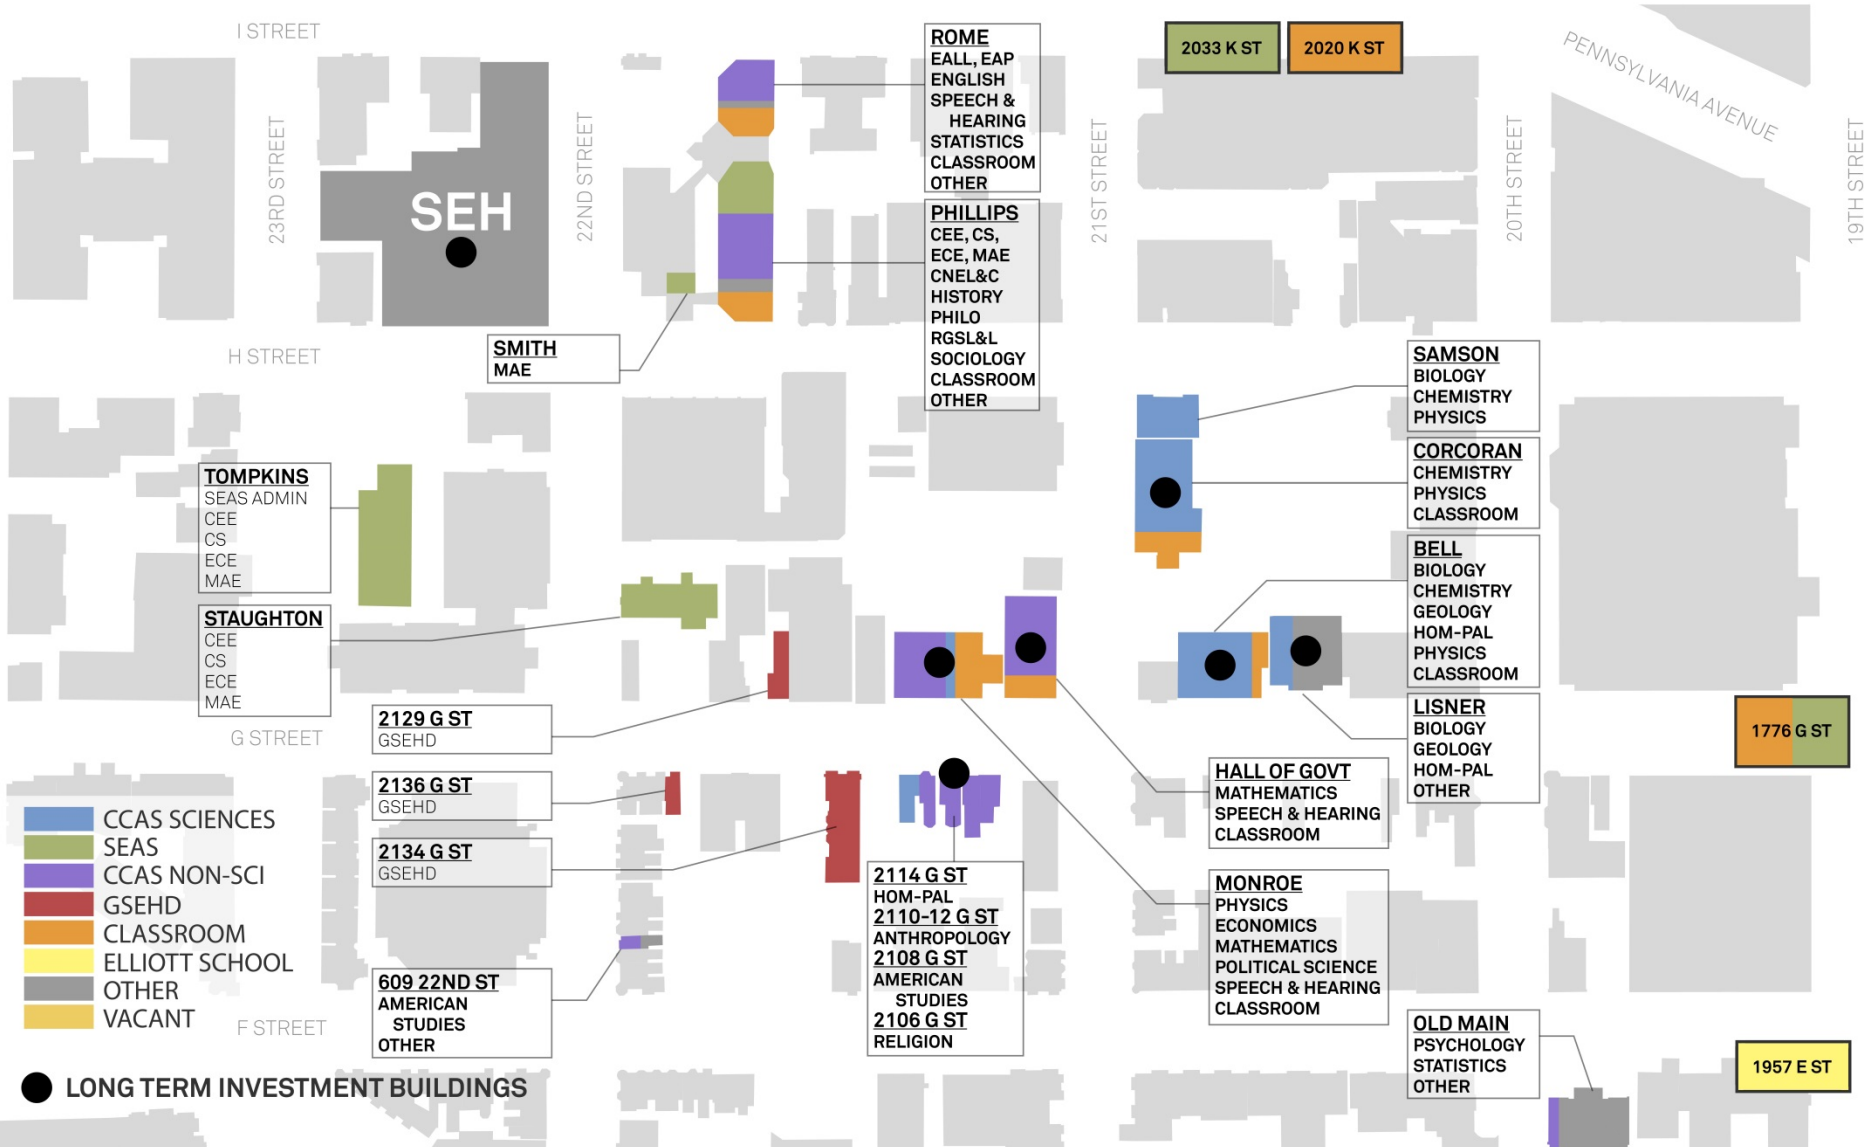 I STREET
23RD STREET
22ND STREET
21ST STREET
20TH STREET
19TH STREET
PENNSYLVANIA AVENUE
2033 K ST
2020 K ST
SEH
ROME
EALL, EAP
ENGLISH
SPEECH &
HEARING
STATISTICS
CLASSROOM
OTHER
PHILLIPS
CEE, CS,
ECE, MAE
CNEL&C
HISTORY
PHILO
RGSL&L
SOCIOLOGY
CLASSROOM
OTHER
SMITH
MAE
H STREET
SAMSON
BIOLOGY
CHEMISTRY
PHYSICS
CORCORAN
CHEMISTRY
PHYSICS
CLASSROOM
BELL
BIOLOGY
CHEMISTRY
GEOLOGY
HOM-PAL
PHYSICS
CLASSROOM
LISNER
BIOLOGY
GEOLOGY
HOM-PAL
OTHER
TOMPKINS
SEAS ADMIN
CEE
CS
ECE
MAE
STAUGHTON
CEE
CS
ECE
MAE
G STREET
2129 G ST
GSEHD
2136 G ST
GSEHD
2134 G ST
GSEHD
1776 G ST
HALL OF GOVT
MATHEMATICS
SPEECH & HEARING
CLASSROOM
MONROE
PHYSICS
ECONOMICS
MATHEMATICS
POLITICAL SCIENCE
SPEECH & HEARING
CLASSROOM
2114 G ST
HOM-PAL
2110-12 G ST
ANTHROPOLOGY
2108 G ST
AMERICAN
STUDIES
2106 G ST
RELIGION
609 22ND ST
AMERICAN
STUDIES
OTHER
CCAS SCIENCES
SEAS
CCAS NON-SCI
GSEHD
CLASSROOM
ELLIOTT SCHOOL
OTHER
VACANT
F STREET
OLD MAIN
PSYCHOLOGY
STATISTICS
OTHER
1957 E ST
LONG TERM INVESTMENT BUILDINGS